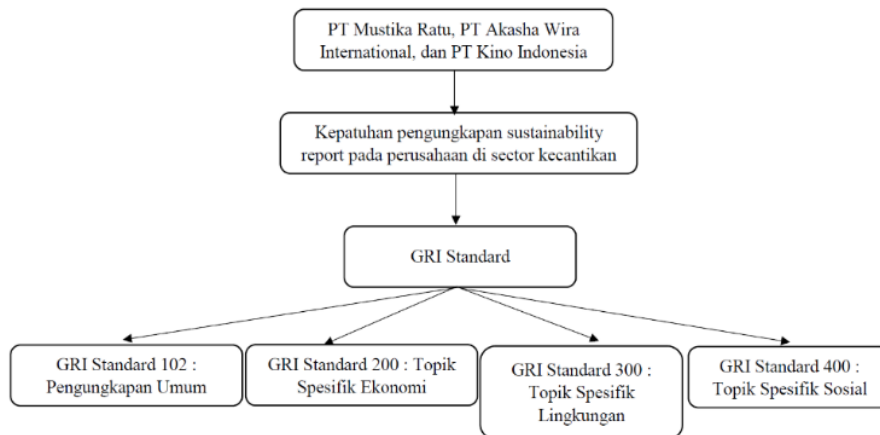 PT Mustika Ratu, PT Akasha Wira
International, dan PT Kino Indonesia
Kepatuhan pengungkapan sustainability
report pada perusahaan di sector kecantikan
GRI Standard
GRI Standard 102 :
Pengungkapan Umum
GRI Standard 200 : Topik
Spesifik Ekonomi
GRI Standard 300 :
Topik Spesifik
Lingkungan
GRI Standard 400 :
Topik Spesifik Sosial